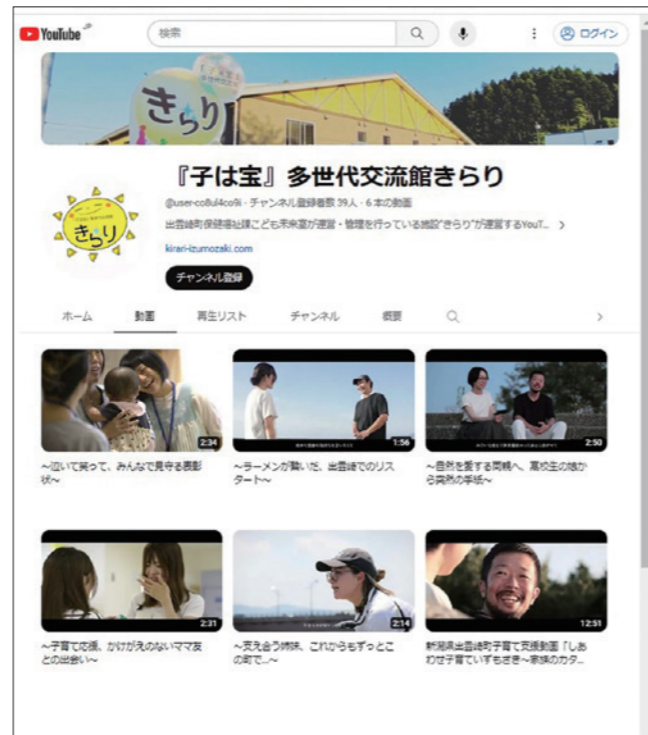 YouTube JP
検索
ログイン
きらり
『子は宝』多世代交流館きらり
@user-co8ul4co9i・チャンネル登録者数 39人・6 本の動画
出雲崎町保健福祉課こども未来室が運営・管理を行っている施設"きらり"が運営するYouT...
kirari-izumozaki.com
チャンネル登録
きらり
ホーム 動画 再生リスト チャンネル 概要
2:34
1:56
2:50
~泣いて笑って、みんなで見守る表彰
状~
~ラーメンが繋いだ、出雲崎でのリス
タート~
~自然を愛する両親へ、高校生の娘か
ら突然の手紙~
2:31
2:14
12:51
~子育て応援、かけがえのないママ友
との出会い~
~支え合う姉妹、これからもずっとこ
の町で...~
新潟県出雲崎町子育て支援動画「しあ
わせ子育ていずもざき~家族のカタ...